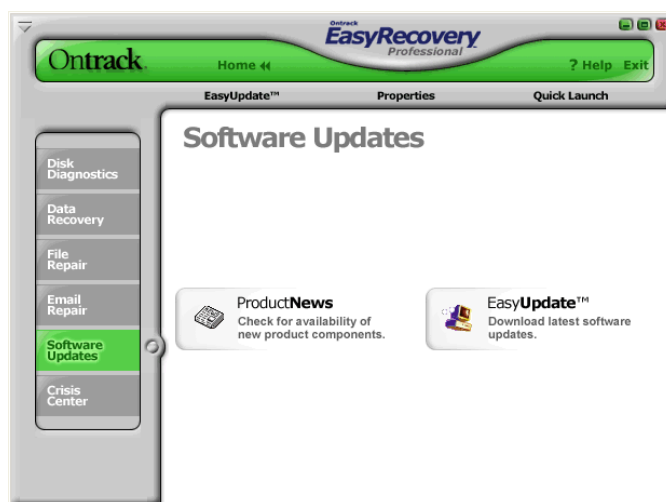 Ontrack
EasyRecovery
Professional
Ontrack.
Home
? Help Exit
EasyUpdate™ Properties Quick Launch
Software Updates
Disk
Diagnostics
Data
Recovery
File
Repair
Email
Repair
Software
Updates
Crisis
Center
ProductNews
Check for availability of
new product components.
EasyUpdate™
Download latest software
updates.